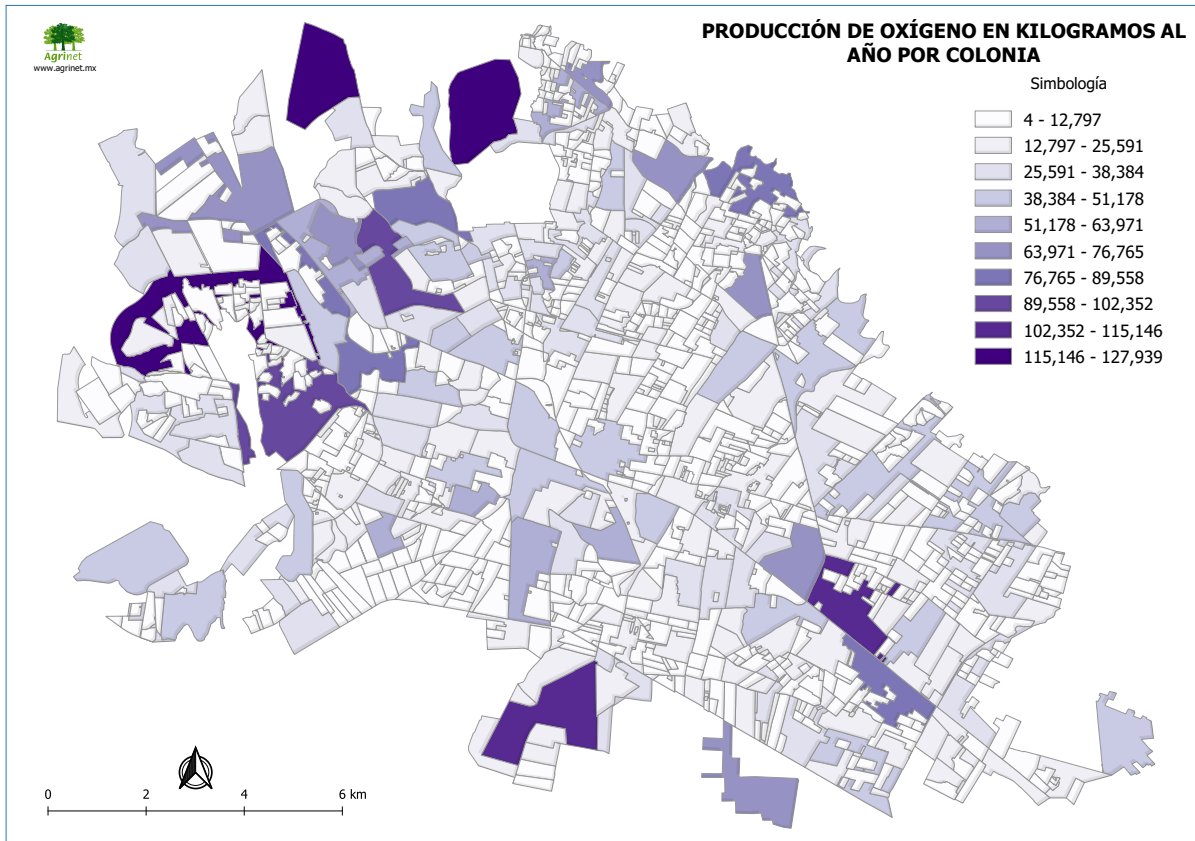 Agrinet
www.agrinet.mx
PRODUCCIÓN DE OXÍGENO EN KILOGRAMOS AL
AÑO POR COLONIA
Simbología
4 - 12,797
12,797 - 25,591
25,591 - 38,384
38,384 - 51,178
51,178 - 63,971
63,971 - 76,765
76,765 - 89,558
89,558 - 102,352
102,352 - 115,146
115,146 - 127,939
0 2 4 6 km